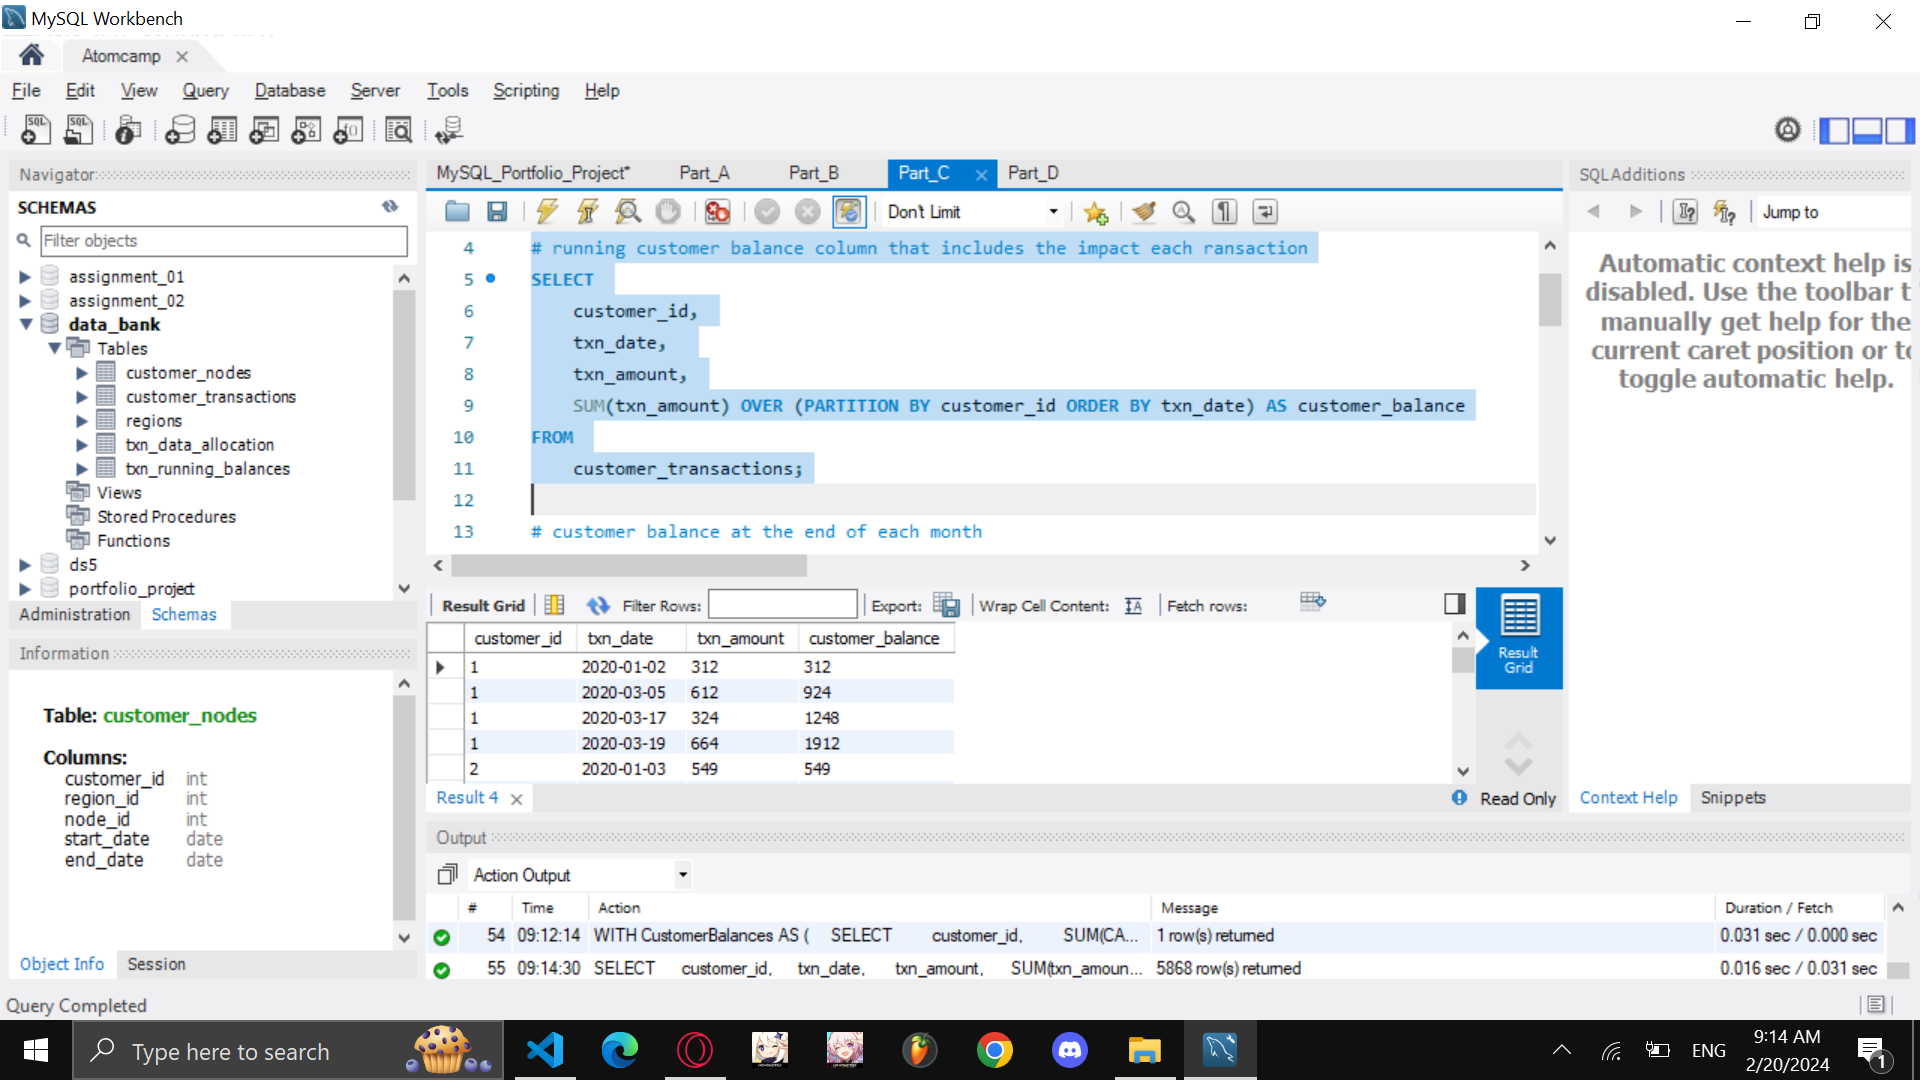 MySQL Workbench
Atomcamp
File Edit View Query Database Server Tools Scripting Help
Navigator
SCHEMAS
Filter objects
assignment_01
assignment_02
data_bank
Tables
customer_nodes
customer_transactions
regions
txn_data_allocation
txn_running_balances
Views
Stored Procedures
Functions
ds5
portfolio_project
Administration Schemas
Information
Table: customer_nodes
Columns:
customer_id int
region_id int
node_id int
start_date date
end_date date
Object Info Session
Query Completed
MySQL_Portfolio_Project* Part_A Part_B Part_C Part_D
Don't Limit
4 # running customer balance column that includes the impact each ransaction
5 SELECT
6 customer_id,
7 txn_date,
8 txn_amount,
9 SUM(txn_amount) OVER (PARTITION BY customer_id ORDER BY txn_date) AS customer_balance
10 FROM
11 customer_transactions;
12
13 # customer balance at the end of each month
Result Grid Filter Rows: Export: Wrap Cell Content: Fetch rows:
customer_id txn_date txn_amount customer_balance
1 2020-01-02 312 312
1 2020-03-05 612 924
1 2020-03-17 324 1248
1 2020-03-19 664 1912
2 2020-01-03 549 549
Result
Grid
Result 4
Read Only
SQLAdditions
Jump to
Automatic context help is
disabled. Use the toolbar t
manually get help for the
current caret position or to
toggle automatic help.
Context Help Snippets
Output
Action Output
# Time Action Message Duration / Fetch
54 09:12:14 WITH CustomerBalances AS ( SELECT customer_id, SUM(CA... 1 row(s) returned 0.031 sec / 0.000 sec
55 09:14:30 SELECT customer_id, txn_date, txn_amount, SUM(txn_amoun... 5868 row(s) returned 0.016 sec / 0.031 sec
Type here to search
ENG
9:14 AM
2/20/2024
1